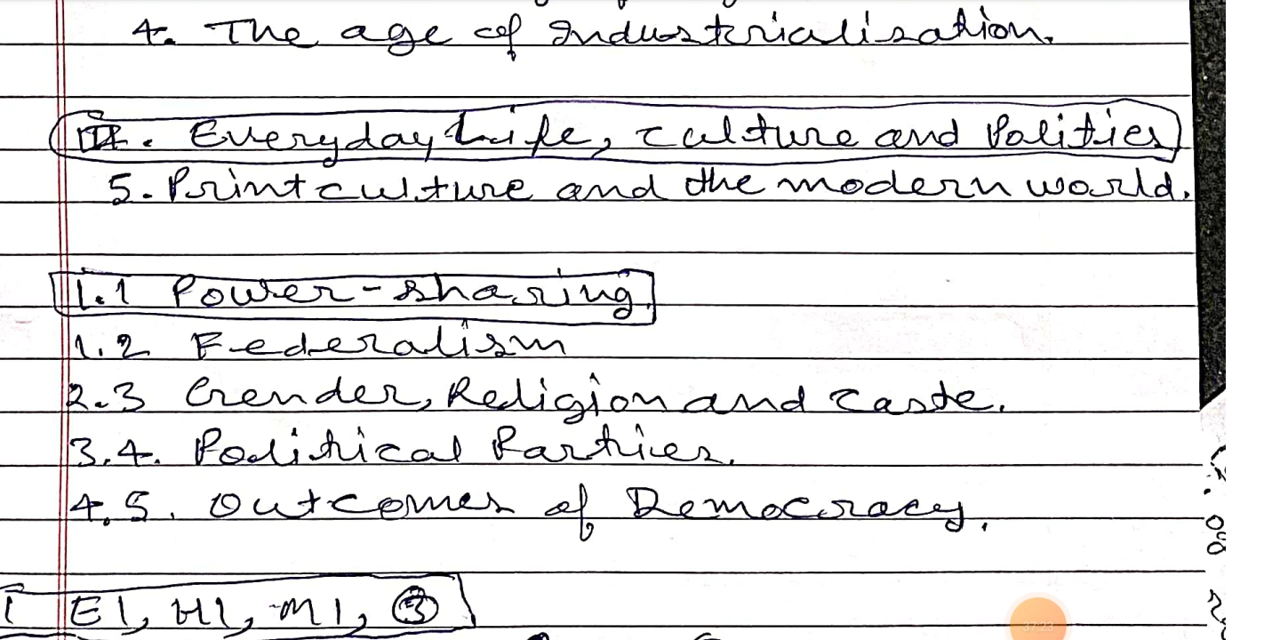 4. The age of Industrialisation.
III. Everyday Life, culture and Politics
5. Print culture and the modern world.
1.1 Power-sharing.
1.2 Federalism
2.3 Gender, Religion and caste.
3.4. Political Parties.
4.5. Outcomes of Democracy.
E1, H1, M1, 3
37:23